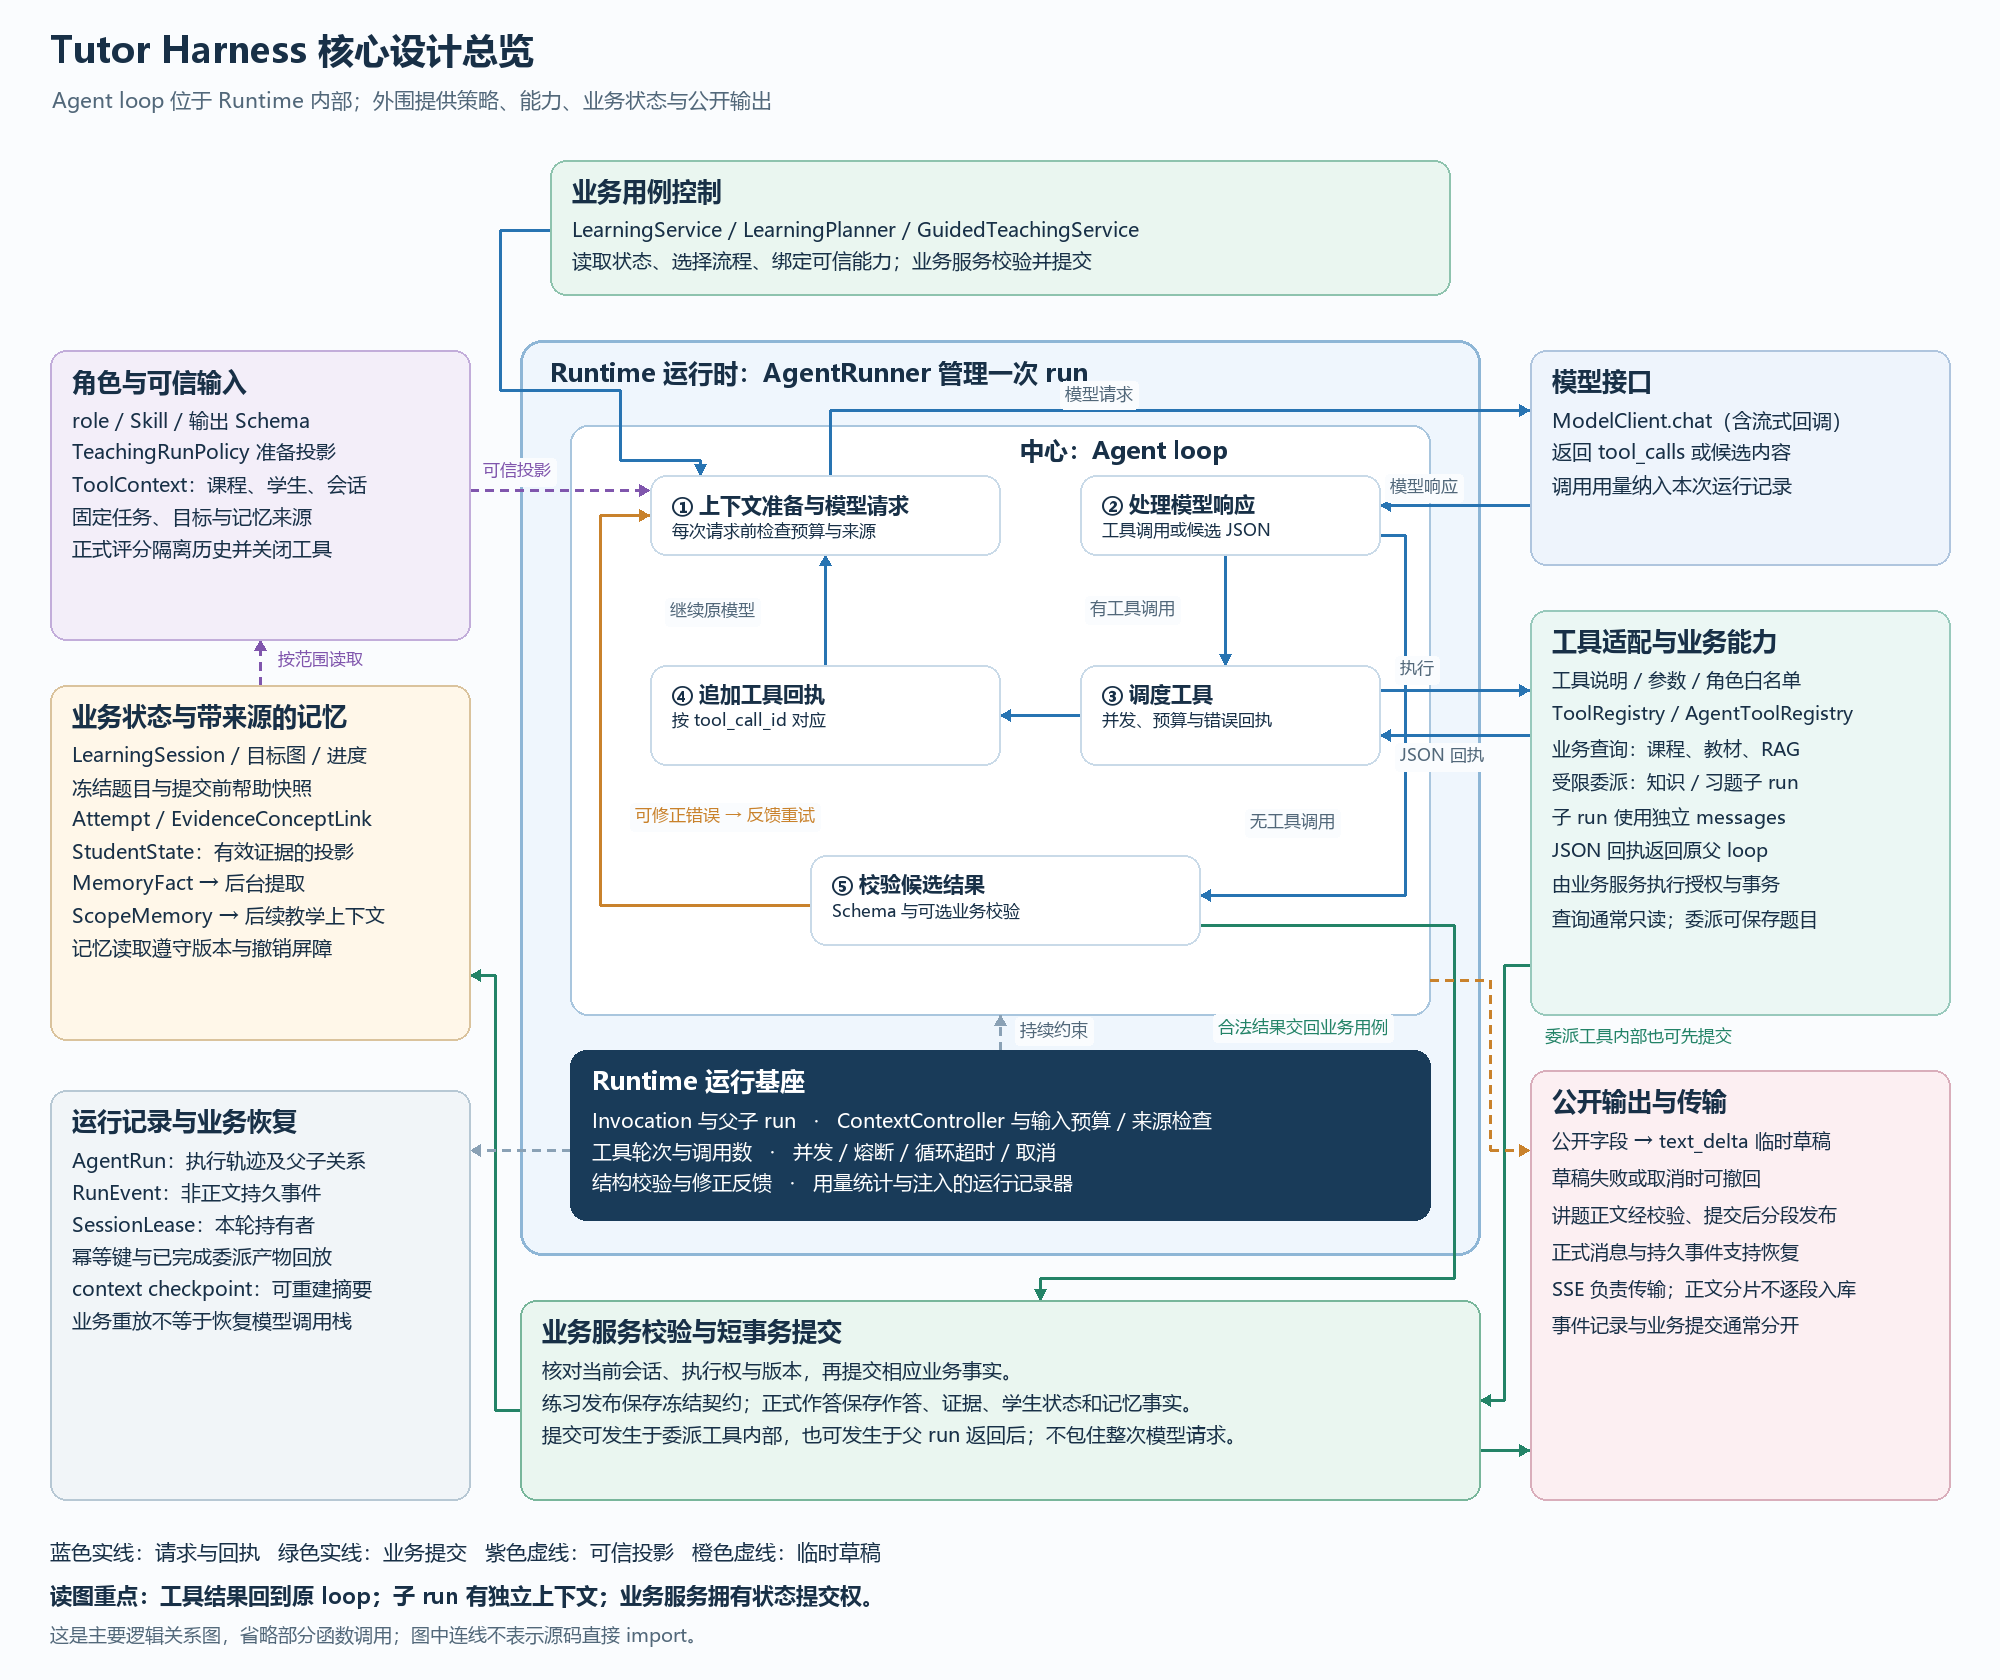 Tutor Harness 核心设计总览
Agent loop 位于 Runtime 内部；外围提供策略、能力、业务状态与公开输出
业务用例控制
LearningService / LearningPlanner / GuidedTeachingService
读取状态、选择流程、绑定可信能力；业务服务校验并提交
角色与可信输入
role / Skill / 输出 Schema
TeachingRunPolicy 准备投影
ToolContext：课程、学生、会话
固定任务、目标与记忆来源
正式评分隔离历史并关闭工具
可信投影
按范围读取
业务状态与带来源的记忆
LearningSession / 目标图 / 进度
冻结题目与提交前帮助快照
Attempt / EvidenceConceptLink
StudentState：有效证据的投影
MemoryFact → 后台提取
ScopeMemory → 后续教学上下文
记忆读取遵守版本与撤销屏障
运行记录与业务恢复
AgentRun：执行轨迹及父子关系
RunEvent：非正文持久事件
SessionLease：本轮持有者
幂等键与已完成委派产物回放
context checkpoint：可重建摘要
业务重放不等于恢复模型调用栈
Runtime 运行时：AgentRunner 管理一次 run
模型请求
中心：Agent loop
① 上下文准备与模型请求
每次请求前检查预算与来源
② 处理模型响应
工具调用或候选 JSON
模型响应
继续原模型
有工具调用
④ 追加工具回执
按 tool_call_id 对应
③ 调度工具
并发、预算与错误回执
执行
JSON 回执
可修正错误 → 反馈重试
无工具调用
⑤ 校验候选结果
Schema 与可选业务校验
持续约束
合法结果交回业务用例
Runtime 运行基座
Invocation 与父子 run · ContextController 与输入预算 / 来源检查
工具轮次与调用数 · 并发 / 熔断 / 循环超时 / 取消
结构校验与修正反馈 · 用量统计与注入的运行记录器
业务服务校验与短事务提交
核对当前会话、执行权与版本，再提交相应业务事实。
练习发布保存冻结契约；正式作答保存作答、证据、学生状态和记忆事实。
提交可发生于委派工具内部，也可发生于父 run 返回后；不包住整次模型请求。
模型接口
ModelClient.chat（含流式回调）
返回 tool_calls 或候选内容
调用用量纳入本次运行记录
工具适配与业务能力
工具说明 / 参数 / 角色白名单
ToolRegistry / AgentToolRegistry
业务查询：课程、教材、RAG
受限委派：知识 / 习题子 run
子 run 使用独立 messages
JSON 回执返回原父 loop
由业务服务执行授权与事务
查询通常只读；委派可保存题目
委派工具内部也可先提交
公开输出与传输
公开字段 → text_delta 临时草稿
草稿失败或取消时可撤回
讲题正文经校验、提交后分段发布
正式消息与持久事件支持恢复
SSE 负责传输；正文分片不逐段入库
事件记录与业务提交通常分开
蓝色实线：请求与回执 绿色实线：业务提交 紫色虚线：可信投影 橙色虚线：临时草稿
读图重点：工具结果回到原 loop；子 run 有独立上下文；业务服务拥有状态提交权。
这是主要逻辑关系图，省略部分函数调用；图中连线不表示源码直接 import。